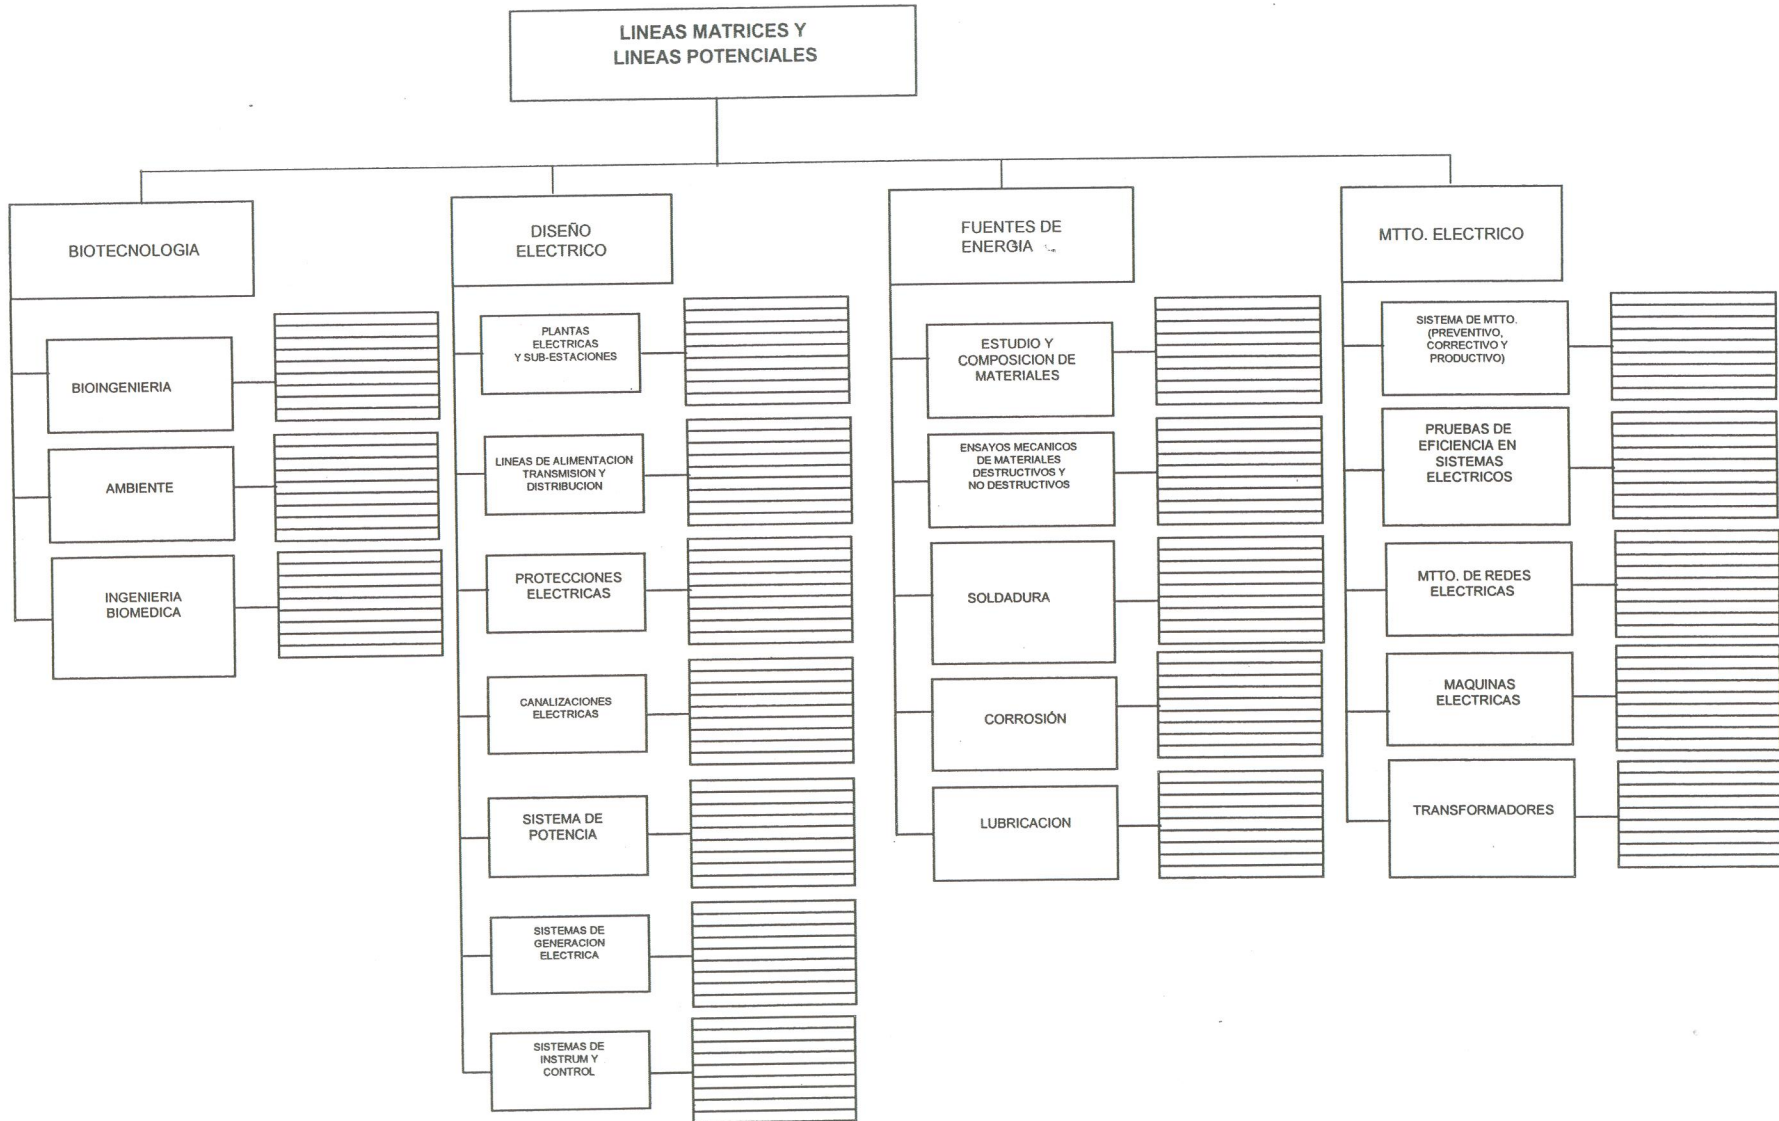 LINEAS MATRICES Y
LINEAS POTENCIALES
BIOTECNOLOGIA
BIOINGENIERIA
AMBIENTE
INGENIERIA
BIOMEDICA
DISEÑO
ELECTRICO
PLANTAS
ELECTRICAS
Y SUB-ESTACIONES
LINEAS DE ALIMENTACION
TRANSMISION Y
DISTRIBUCION
PROTECCIONES
ELECTRICAS
CANALIZACIONES
ELECTRICAS
SISTEMA DE
POTENCIA
SISTEMAS DE
GENERACION
ELECTRICA
SISTEMAS DE
INSTRUM Y
CONTROL
FUENTES DE
ENERGIA
ESTUDIO Y
COMPOSICION DE
MATERIALES
ENSAYOS MECANICOS
DE MATERIALES
DESTRUCTIVOS Y
NO DESTRUCTIVOS
SOLDADURA
CORROSIÓN
LUBRICACION
MTTO. ELECTRICO
SISTEMA DE MTTO.
(PREVENTIVO,
CORRECTIVO Y
PRODUCTIVO)
PRUEBAS DE
EFICIENCIA EN
SISTEMAS
ELECTRICOS
MTTO. DE REDES
ELECTRICAS
MAQUINAS
ELECTRICAS
TRANSFORMADORES